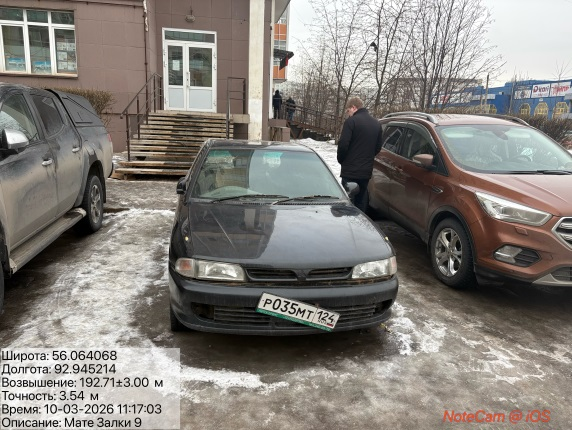 Р035МТ 124
Широта: 56.064068
Долгота: 92.945214
Возвышение: 192.71±3.00 м
Точность: 3.54 м
Время: 10-03-2026 11:17:03
Описание: Мате Залки 9
NoteCam @ iOS